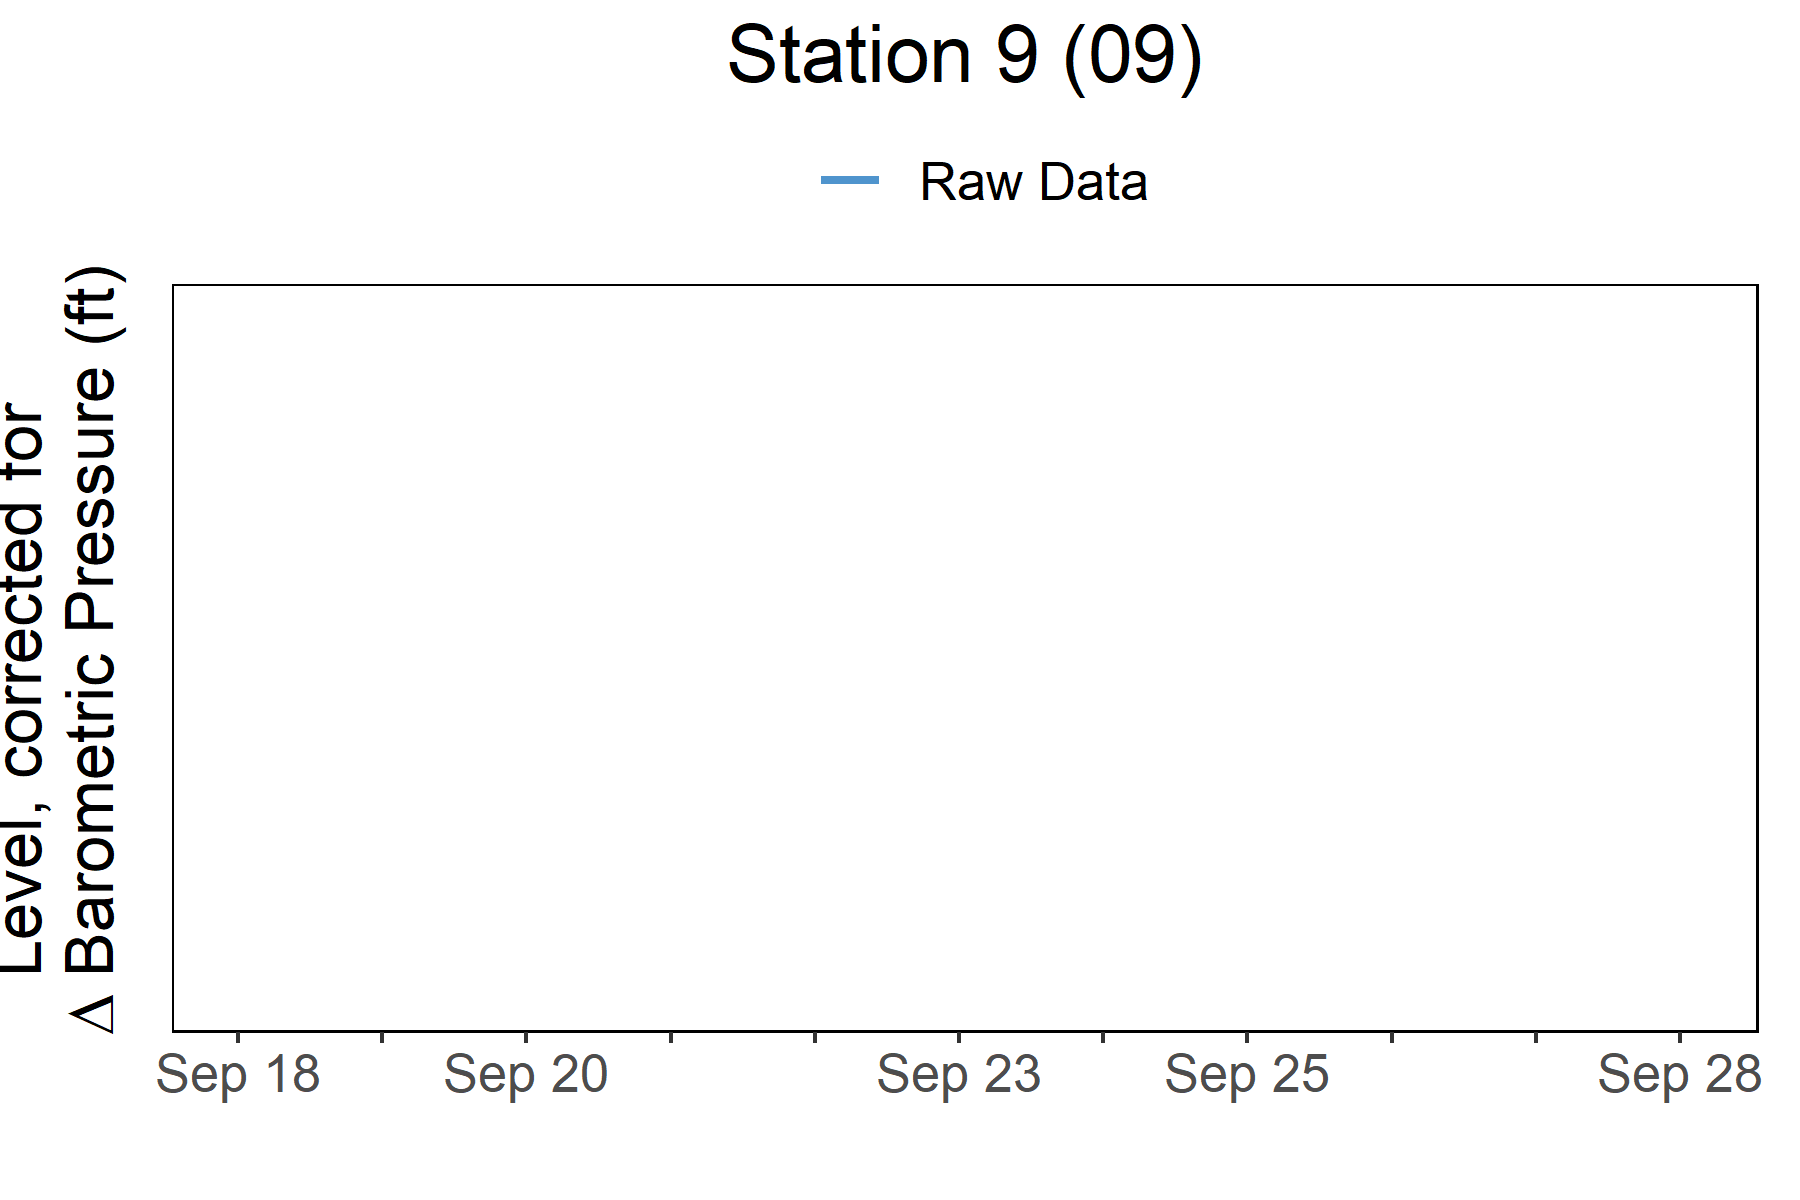 Station 9 (09)
Raw Data
Level, corrected for
Δ Barometric Pressure (ft)
Sep 18 Sep 20 Sep 23 Sep 25 Sep 28